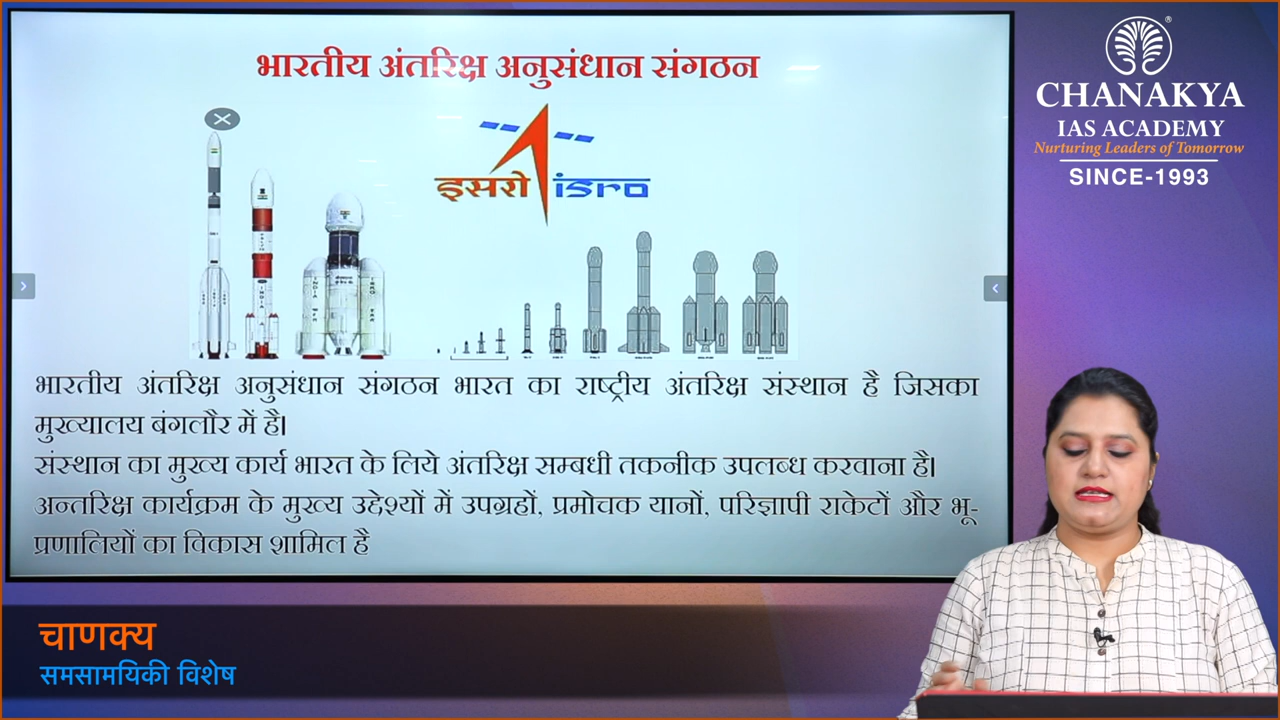 भारतीय अंतरिक्ष अनुसंधान संगठन
इसरो isro
भारतीय अंतरिक्ष अनुसंधान संगठन भारत का राष्ट्रीय अंतरिक्ष संस्थान है जिसका
मुख्यालय बंगलौर में है।
संस्थान का मुख्य कार्य भारत के लिये अंतरिक्ष सम्बधी तकनीक उपलब्ध करवाना है।
अन्तरिक्ष कार्यक्रम के मुख्य उद्देश्यों में उपग्रहों, प्रमोचक यानों, परिज्ञापी राकेटों और भू-
प्रणालियों का विकास शामिल है
CHANAKYA
IAS ACADEMY
Nurturing Leaders of Tomorrow
SINCE-1993
चाणक्य
समसामयिकी विशेष